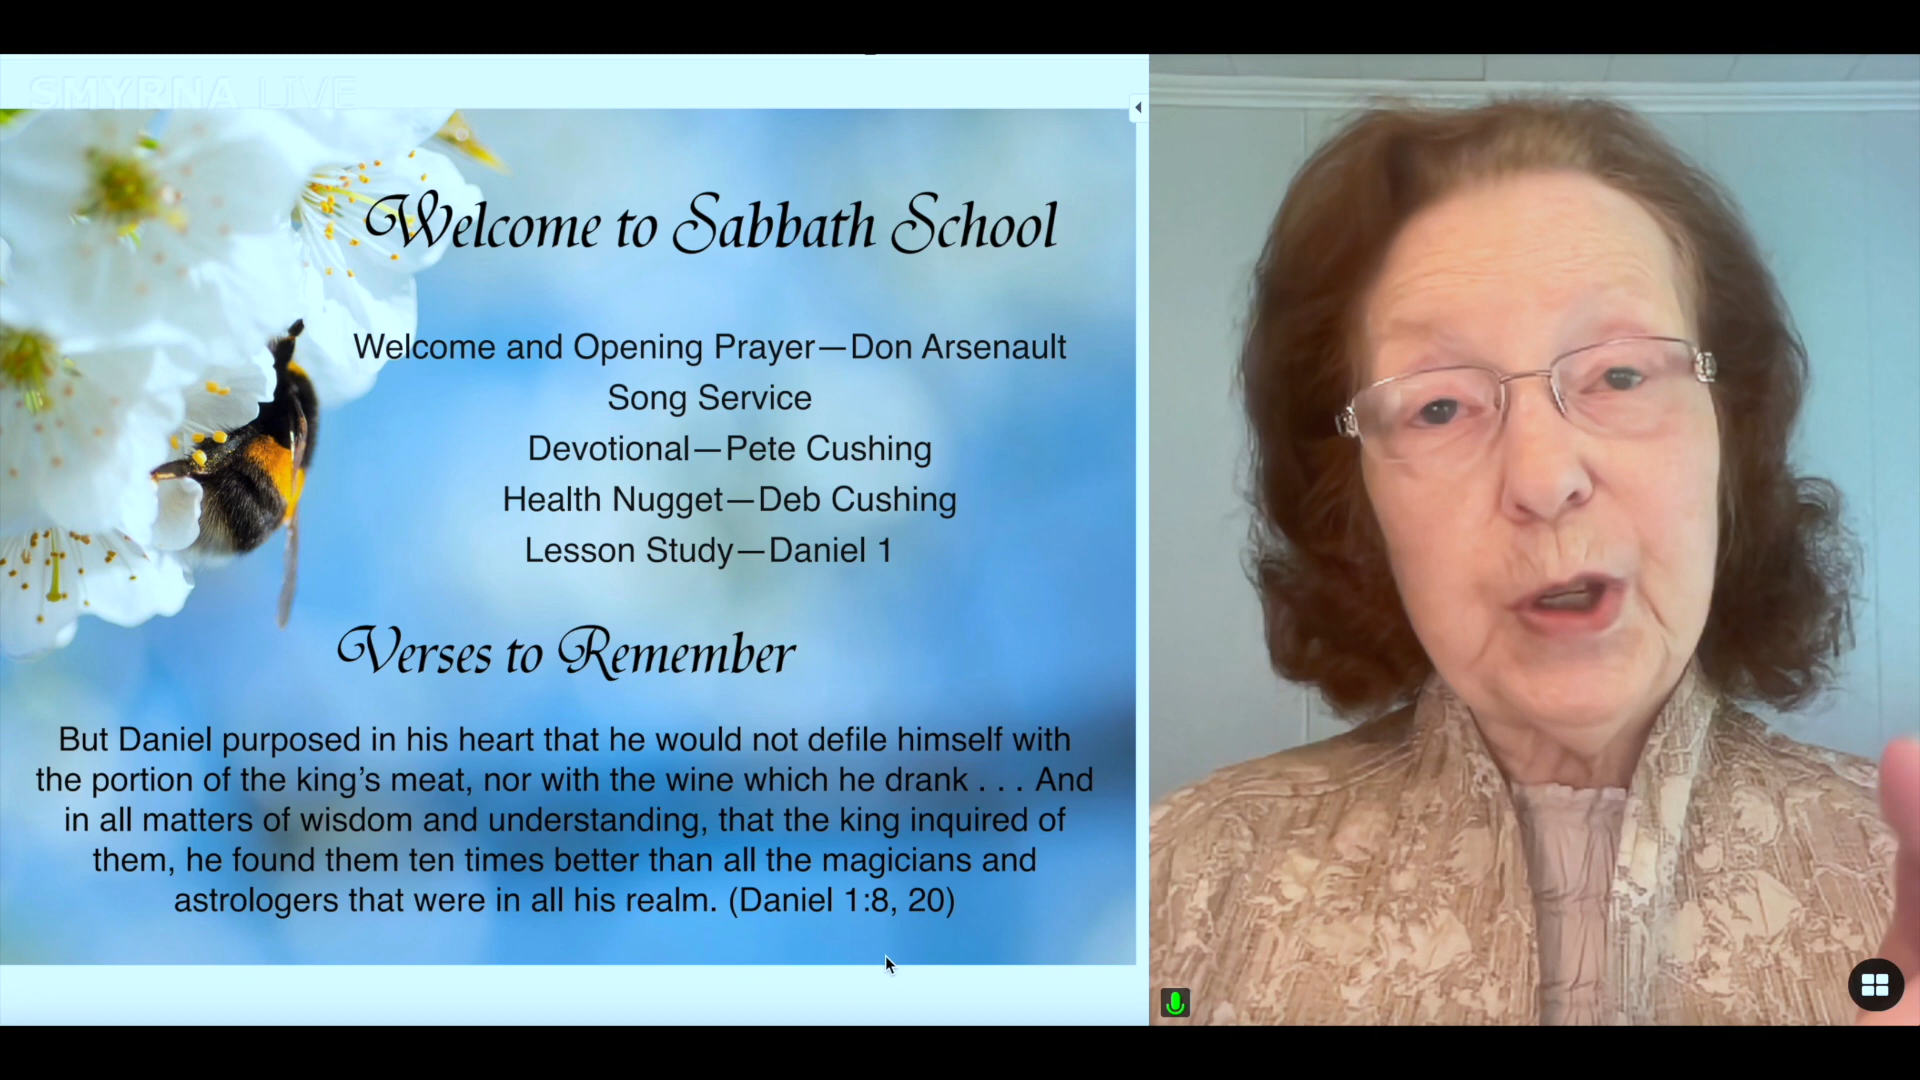 SMYRNA LIVE
Welcome to Sabbath School
Welcome and Opening Prayer—Don Arsenault
Song Service
Devotional—Pete Cushing
Health Nugget—Deb Cushing
Lesson Study—Daniel 1
Verses to Remember
But Daniel purposed in his heart that he would not defile himself with
the portion of the king’s meat, nor with the wine which he drank . . . And
in all matters of wisdom and understanding, that the king inquired of
them, he found them ten times better than all the magicians and
astrologers that were in all his realm. (Daniel 1:8, 20)